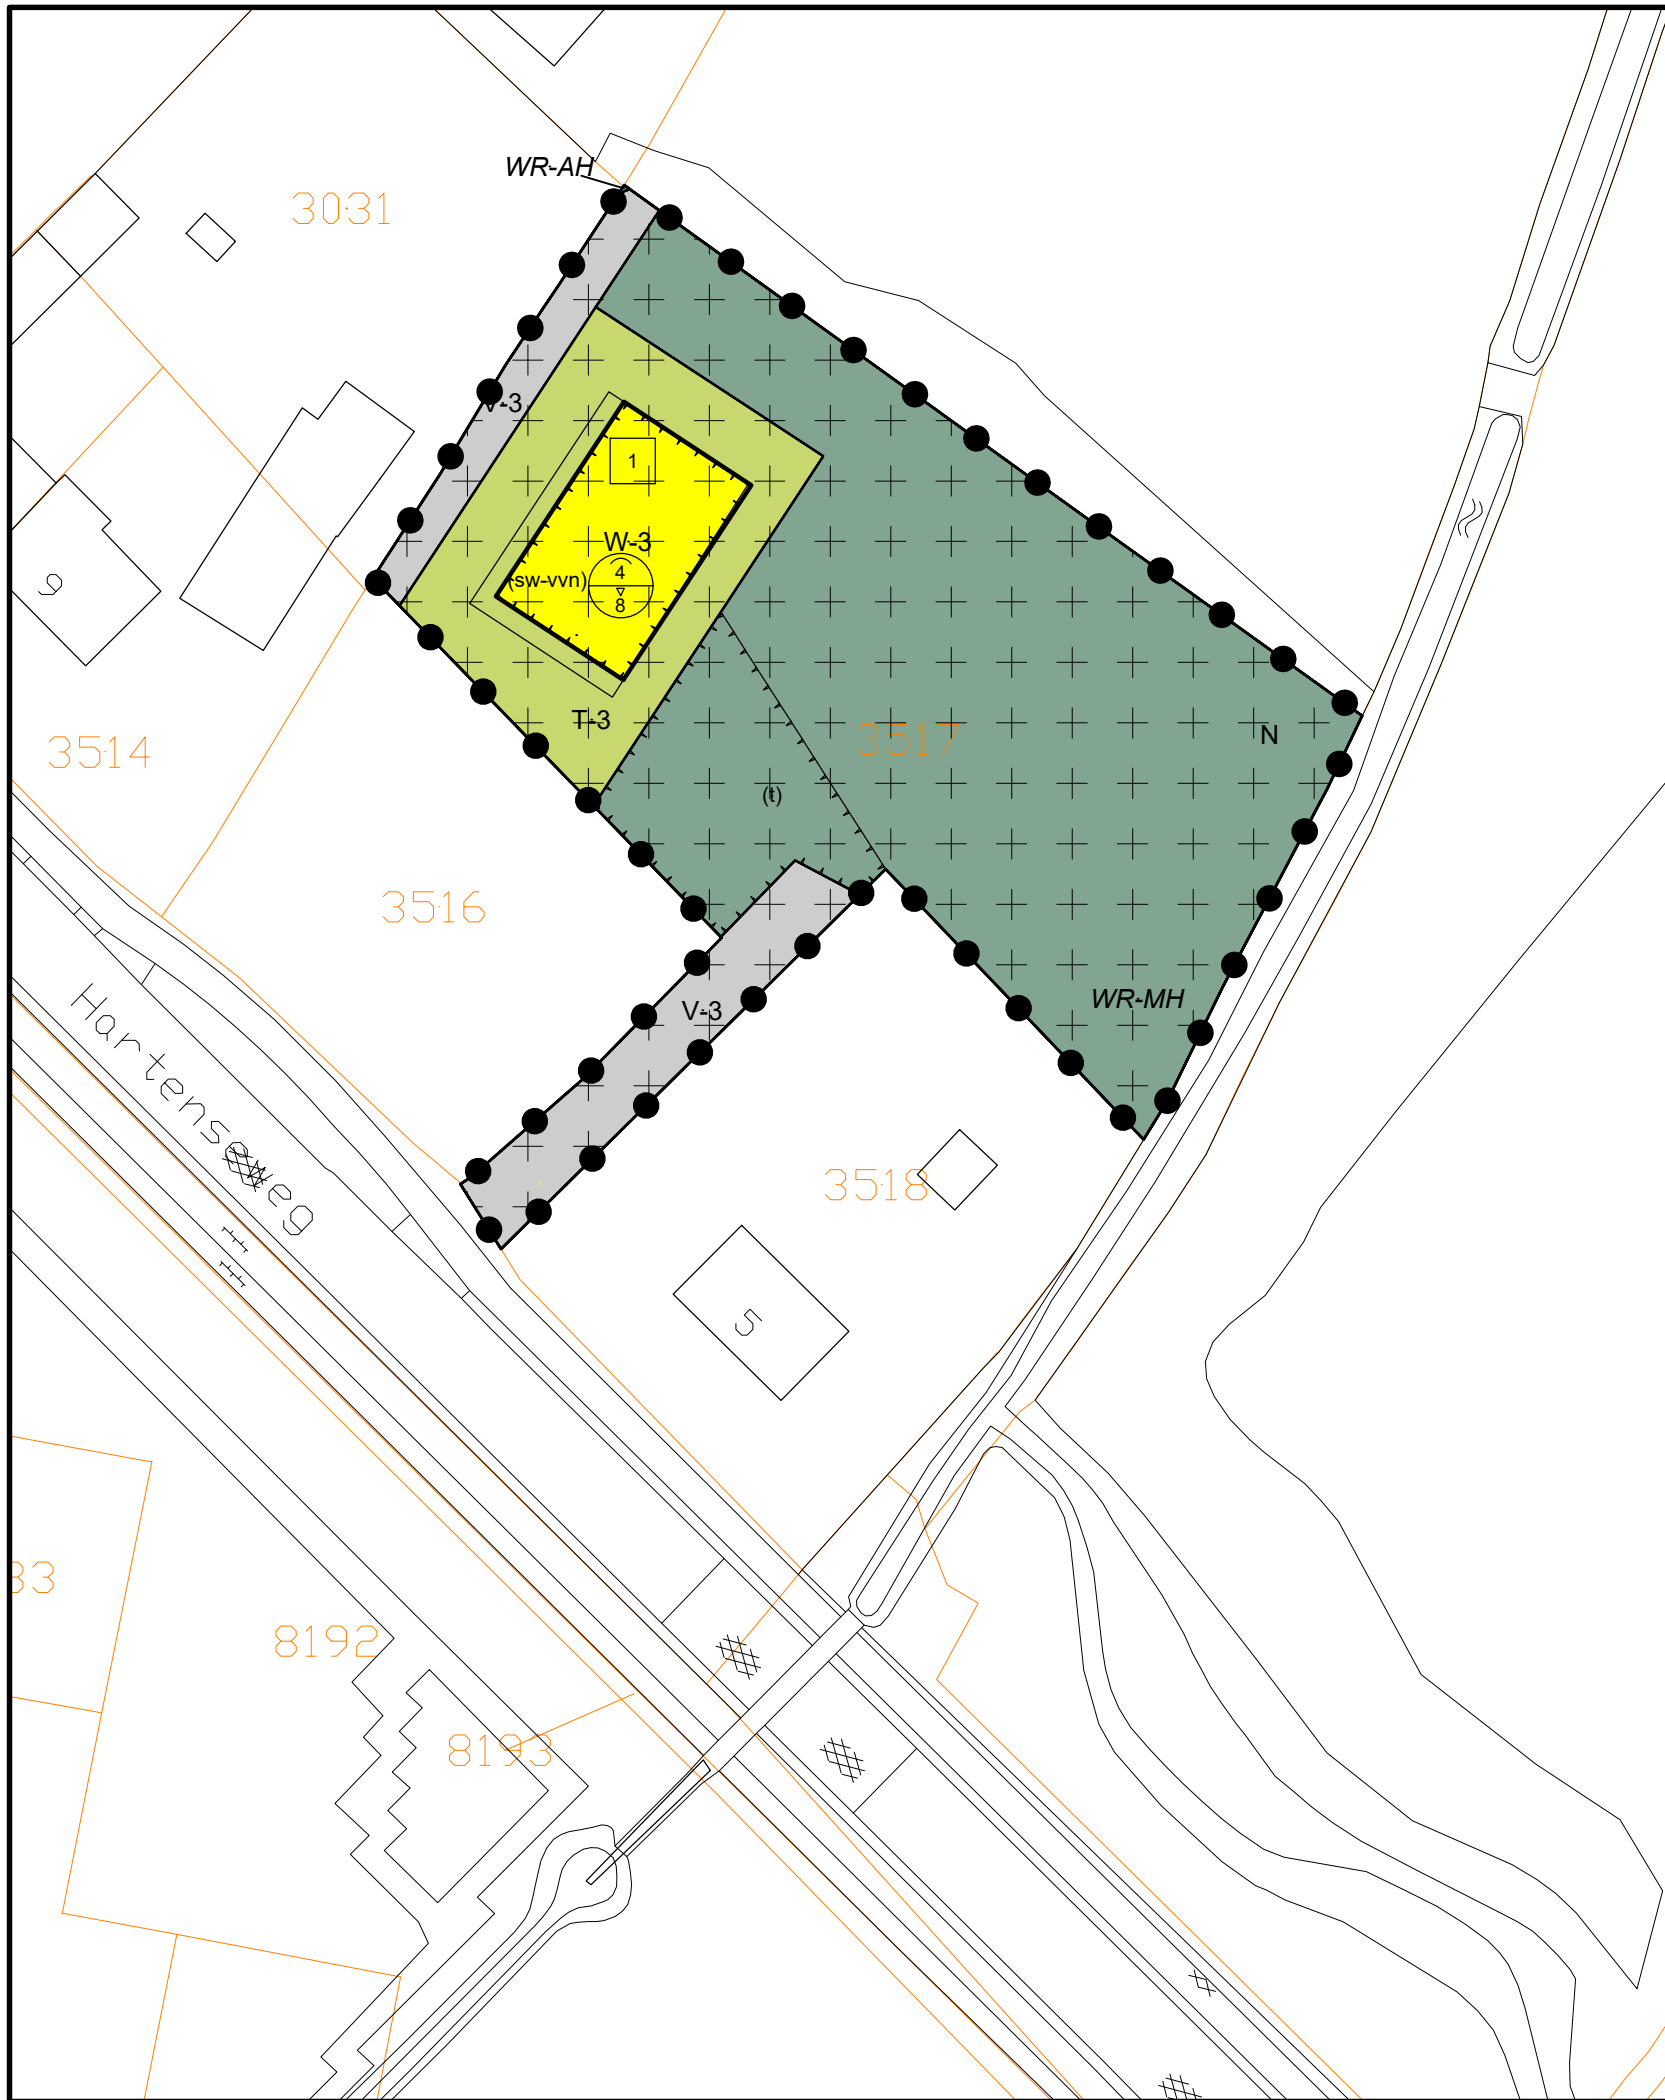 WR-AH
3031
V-3
1
W-3
(sw-vvn)
4
8
9
T-3
3517
N
3514
(t)
3516
WR-MH
V-3
Hartenseweg
3518
5
33
8192
8193